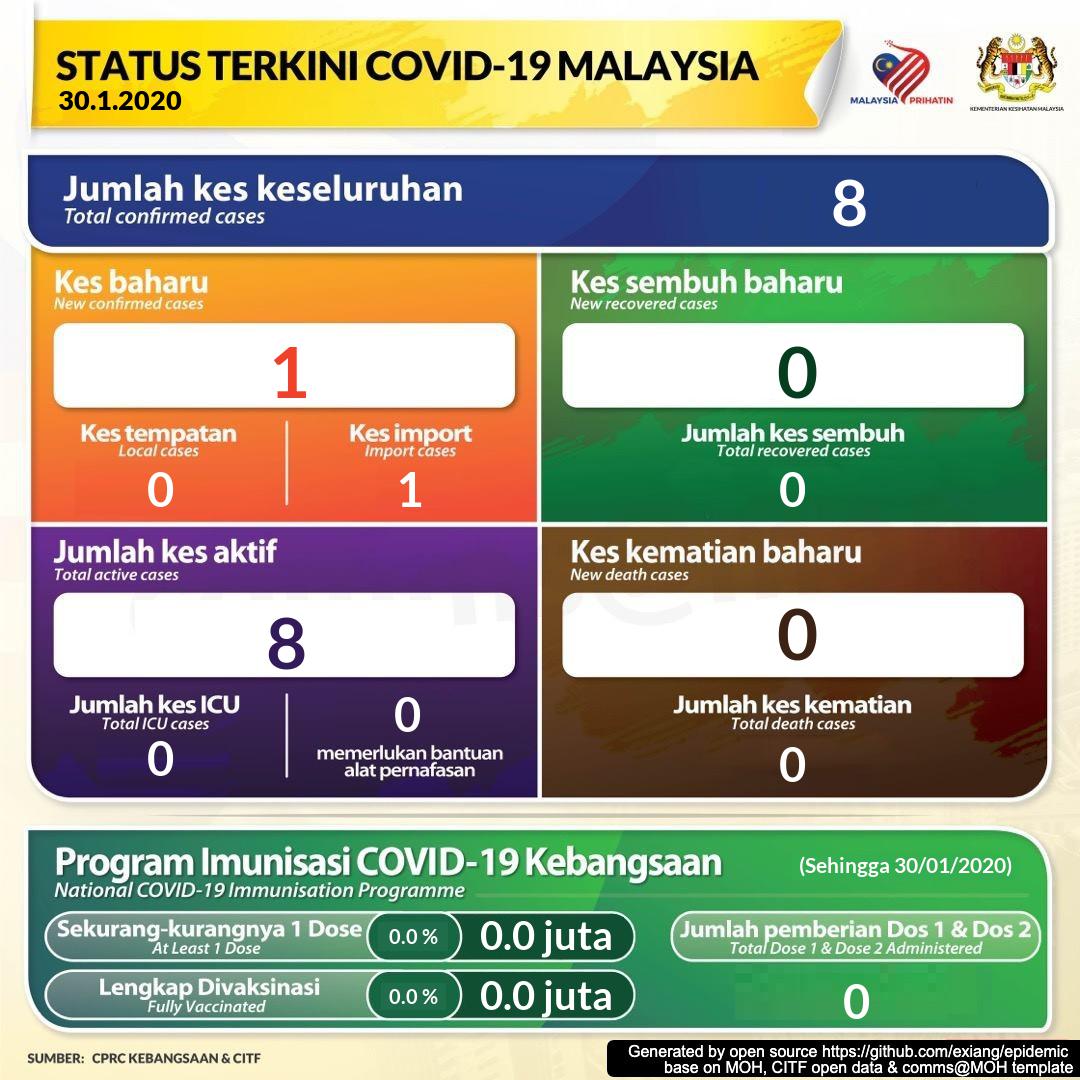 STATUS TERKINI COVID-19 MALAYSIA
30.1.2020
MALAYSIA PRIHATIN
KEMENTERIAN KESIHATAN MALAYSIA
Jumlah kes keseluruhan
Total confirmed cases
8
Kes baharu
New confirmed cases
1
Kes tempatan
Local cases
0
Kes import
Import cases
1
Kes sembuh baharu
New recovered cases
0
Jumlah kes sembuh
Total recovered cases
0
Jumlah kes aktif
Total active cases
8
Jumlah kes ICU
Total ICU cases
0
0
memerlukan bantuan
alat pernafasan
Kes kematian baharu
New death cases
0
Jumlah kes kematian
Total death cases
0
Program Imunisasi COVID-19 Kebangsaan
National COVID-19 Immunisation Programme
(Sehingga 30/01/2020)
Sekurang-kurangnya 1 Dose
At Least 1 Dose
0.0 %
0.0 juta
Lengkap Divaksinasi
Fully Vaccinated
0.0 %
0.0 juta
Jumlah pemberian Dos 1 & Dos 2
Total Dose 1 & Dose 2 Administered
0
SUMBER: CPRC KEBANGSAAN & CITF
Generated by open source https://github.com/exiang/epidemic
base on MOH, CITF open data & comms@MOH template